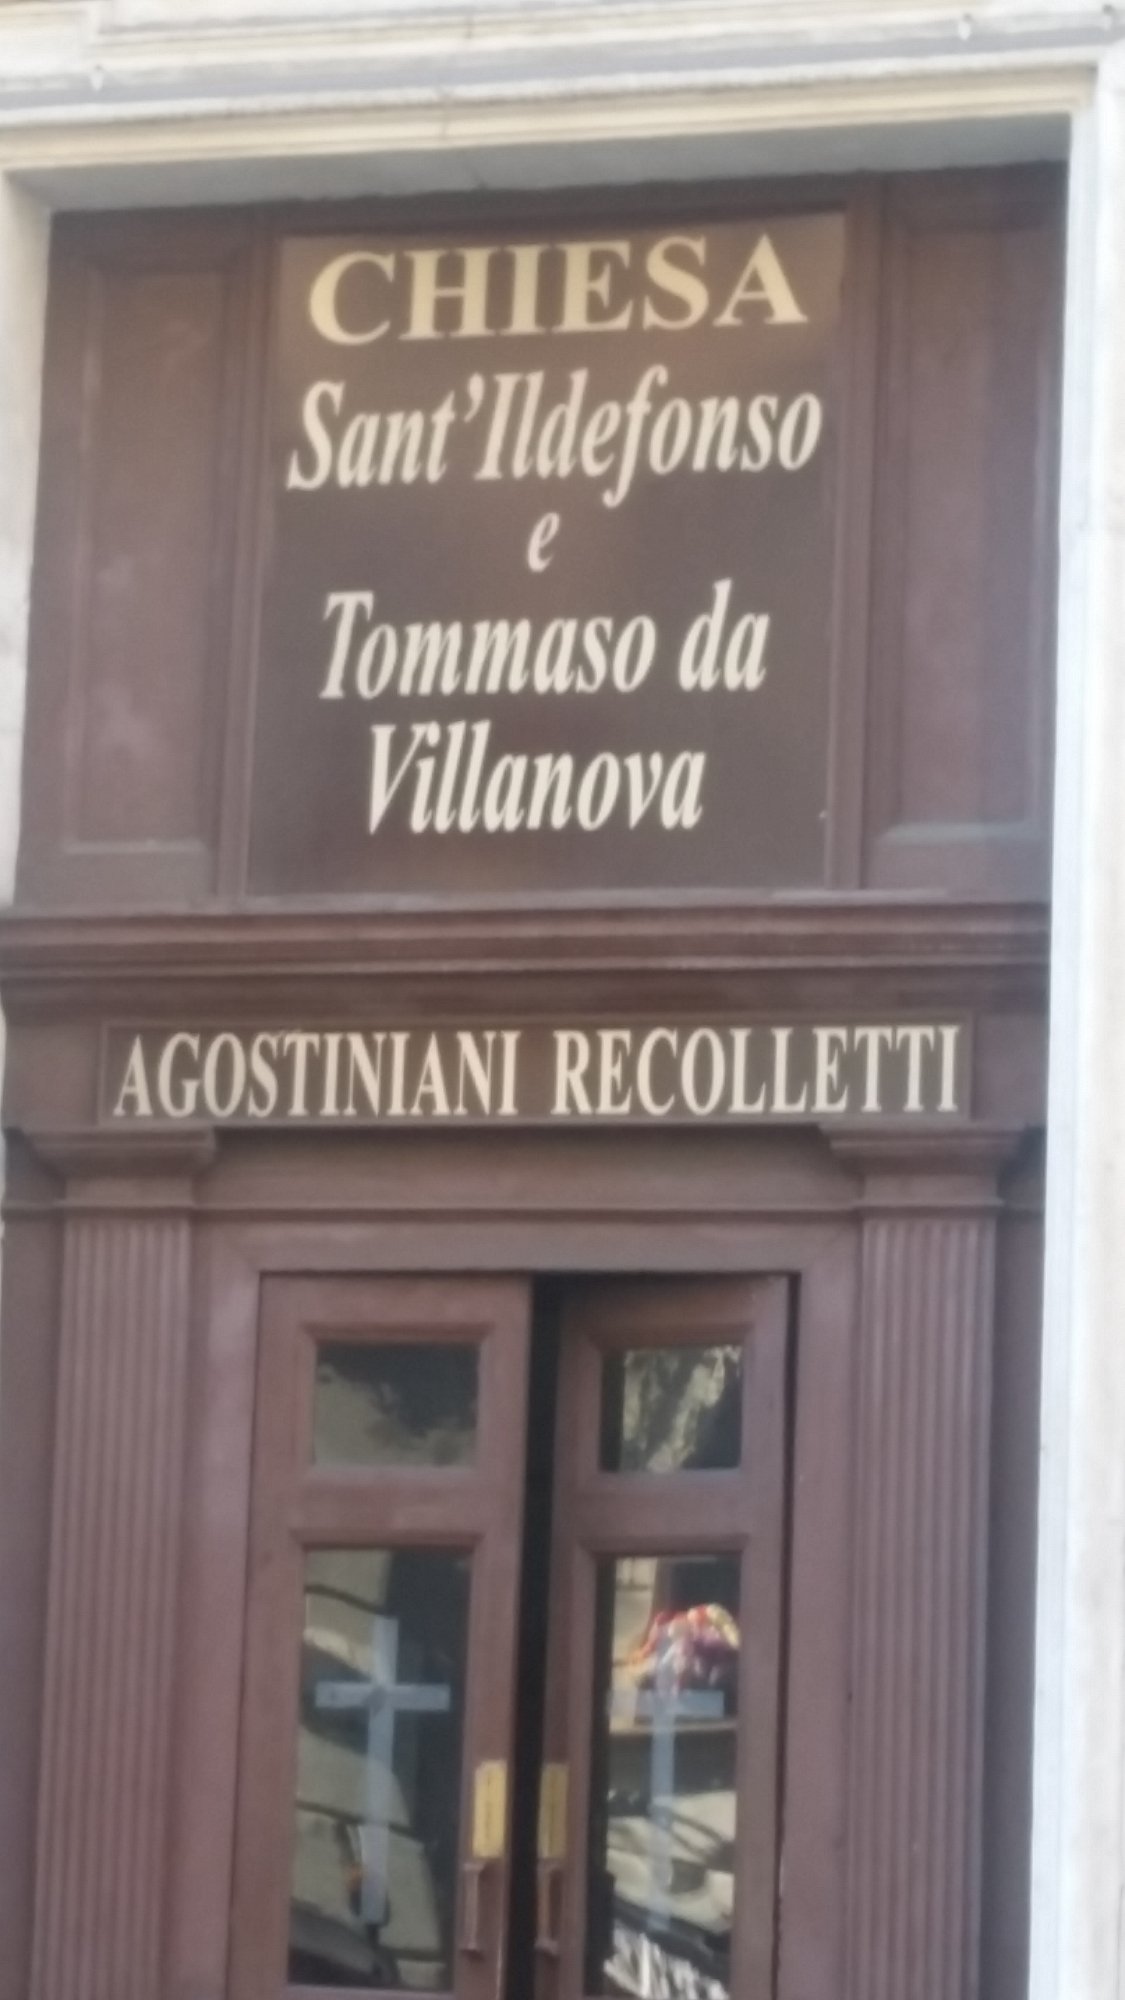 CHIESA
Sant'Ildefonso
e
Tommaso da
Villanova
AGOSTINIANI RECOLLETTI